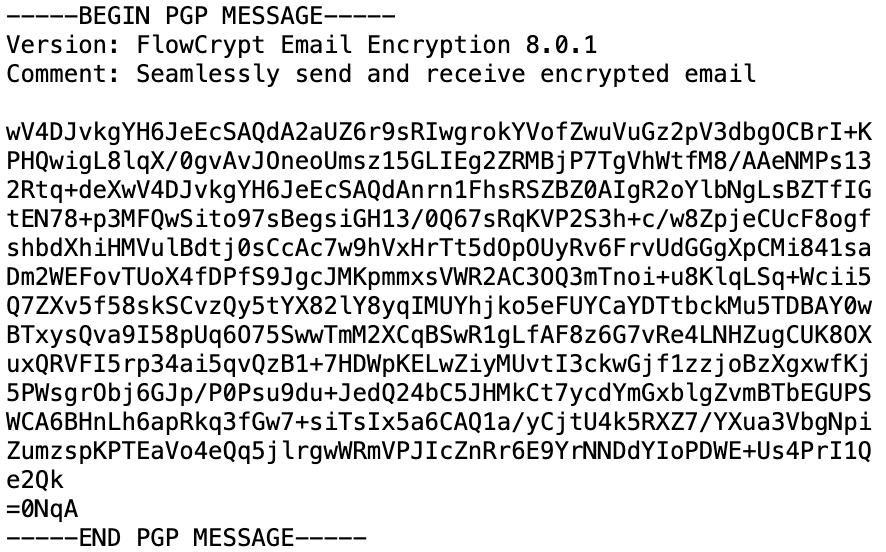 -----BEGIN PGP MESSAGE-----
Version: FlowCrypt Email Encryption 8.0.1
Comment: Seamlessly send and receive encrypted email

wV4DJvkgYH6JeEcSAQdA2aUZ6r9sRIwgrokYVofZwuVuGz2pV3dbgOCBrI+K
PHQwigL8lqX/0gvAvJOneoUmsz15GLIEg2ZRMBjP7TgVhWtfM8/AAeNMPs13
2Rtq+deXwV4DJvkgYH6JeEcSAQdAnrn1FhsRSZBZ0AIgR2oYlbNgLsBZTfIG
tEN78+p3MFQwSito97sBegsiGH13/0Q67sRqKVP2S3h+c/w8ZpjeCUcF8ogf
shbdXhiHMVulBdtj0sCcAc7w9hVxHrTt5dOpOUyRv6FrvUdGGgXpCMi841sa
Dm2WEFovTUoX4fDPfS9JgcJMKpmmxsVWR2AC3OQ3mTnoi+u8KlqLSq+Wcii5
Q7ZXv5f58skSCvzQy5tYX82lY8yqIMUYhjko5eFUYCaYDTtbckMu5TDBAY0w
BTxysQva9I58pUq6O75SwwTmM2XCqBSwR1gLfAF8z6G7vRe4LNHZugCUK8OX
uxQRVFI5rp34ai5qvQzB1+7HDWpKELwZiyMUvtI3ckwGjf1zzjoBzXgxwfKj
5PWsgrObj6GJp/P0Psu9du+JedQ24bC5JHMkCt7ycdYmGxblgZvmBTbEGUPS
WCA6BHnLh6apRkq3fGw7+siTsIx5a6CAQ1a/yCjtU4k5RXZ7/YXua3VbgNpi
ZumzspKPTEaVo4eQq5jlrgwWRmVPJIcZnRr6E9YrNNDdYIoPDWE+Us4PrI1Q
e2Qk
=0NqA
-----END PGP MESSAGE-----